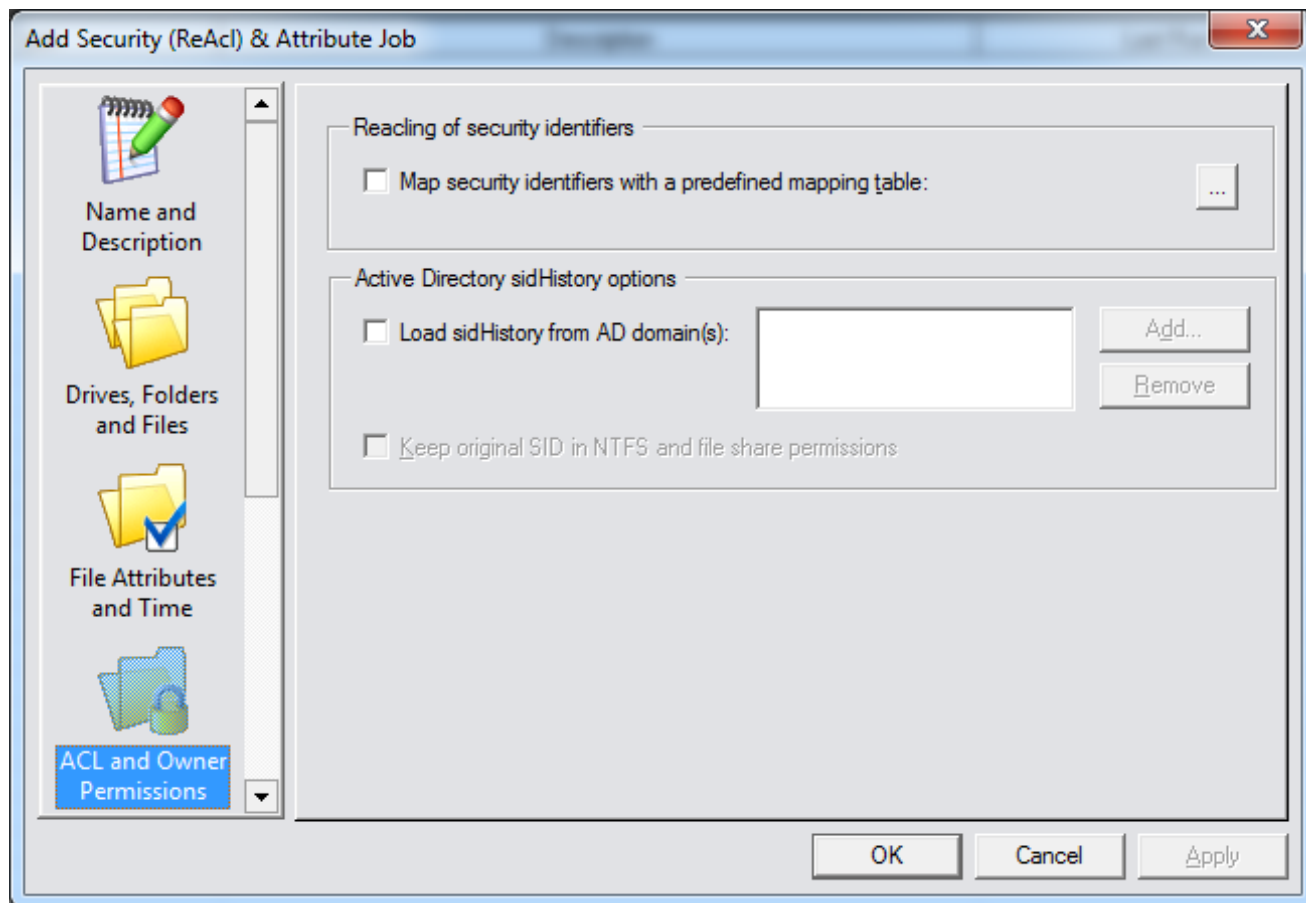 Add Security (ReAcl) & Attribute Job
Name and
Description
Drives, Folders
and Files
File Attributes
and Time
ACL and Owner
Permissions
Reacling of security identifiers
Map security identifiers with a predefined mapping table:
...
Active Directory sidHistory options
Load sidHistory from AD domain(s):
Add...
Remove
Keep original SID in NTFS and file share permissions
OK
Cancel
Apply